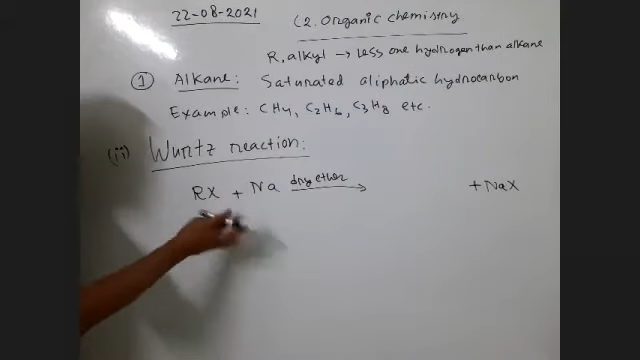 22-08-2021
C2. Organic chemistry
R, alkyl → Less one hydrogen than alkane
① Alkane: Saturated aliphatic hydrocarbon
Example: CH4, C2H6, C3H8 etc.
(ii) Wurtz reaction:
RX + Na dry ether → + NaX